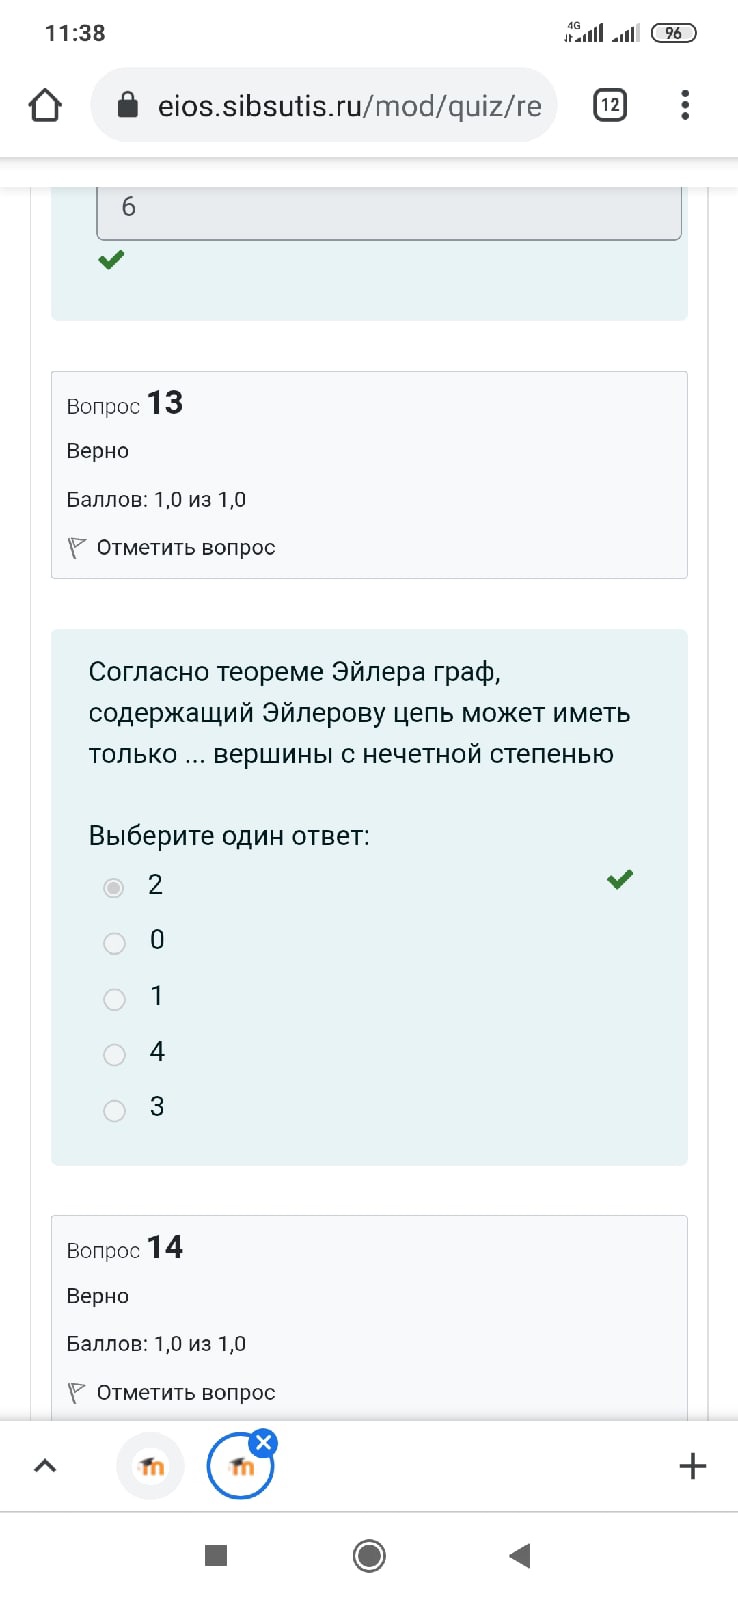 11:38
4G
96
eios.sibsutis.ru/mod/quiz/re
12
6
Вопрос 13
Верно
Баллов: 1,0 из 1,0
Отметить вопрос
Согласно теореме Эйлера граф,
содержащий Эйлерову цепь может иметь
только ... вершины с нечетной степенью
Выберите один ответ:
2
0
1
4
3
Вопрос 14
Верно
Баллов: 1,0 из 1,0
Отметить вопрос